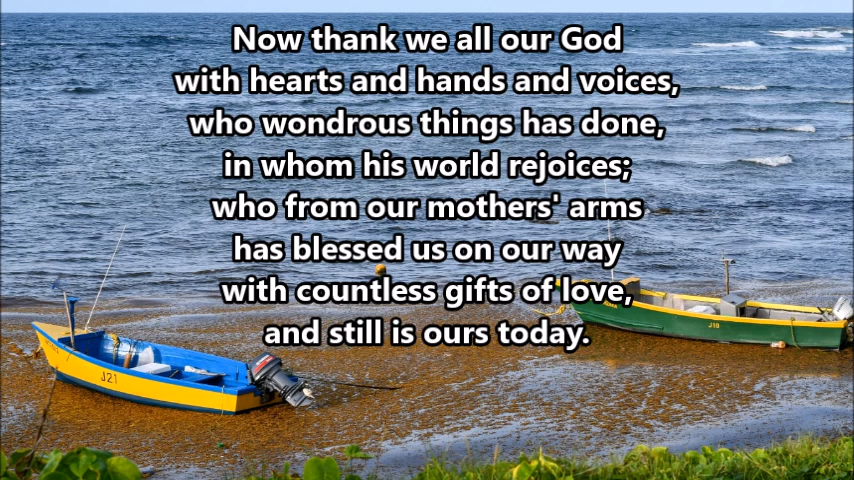 Now thank we all our God
with hearts and hands and voices,
who wondrous things has done,
in whom his world rejoices;
who from our mothers' arms
has blessed us on our way
with countless gifts of love,
and still is ours today.
J21
J10